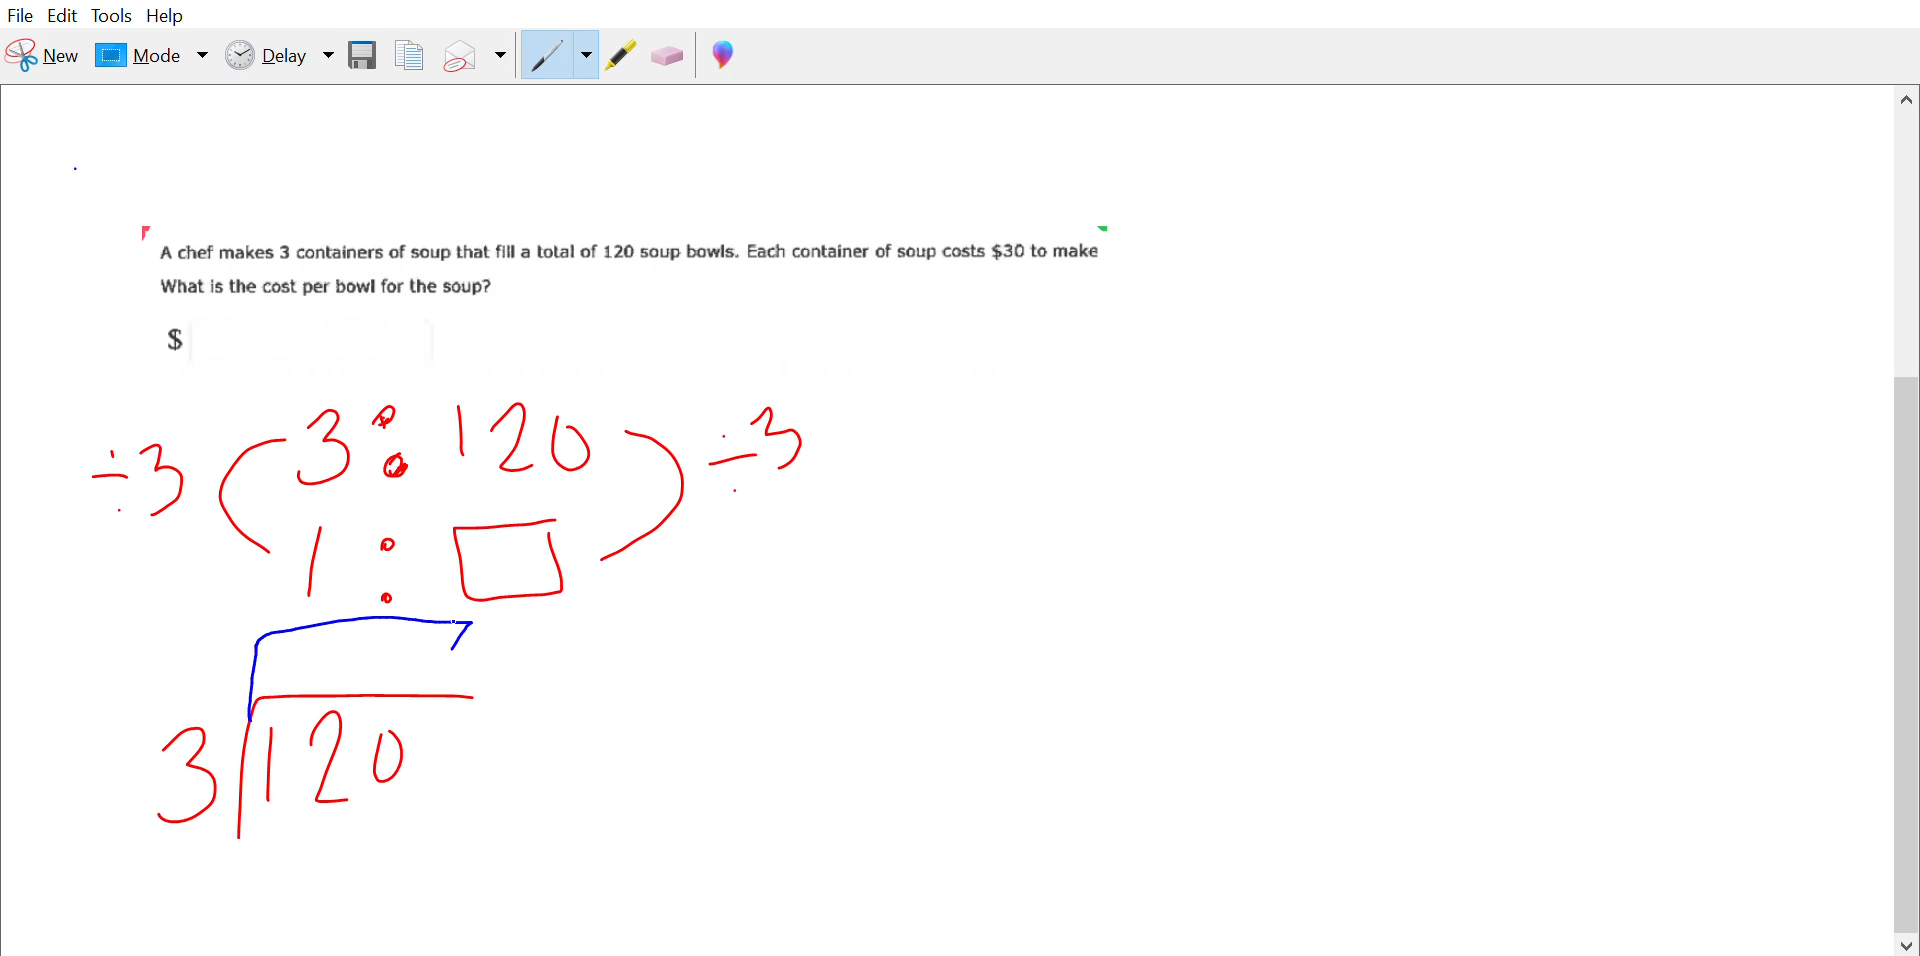 File Edit Tools Help
New Mode Delay
A chef makes 3 containers of soup that fill a total of 120 soup bowls. Each container of soup costs $30 to make
What is the cost per bowl for the soup?
$
÷3 3 : 120 ÷3
1 : □
3 120